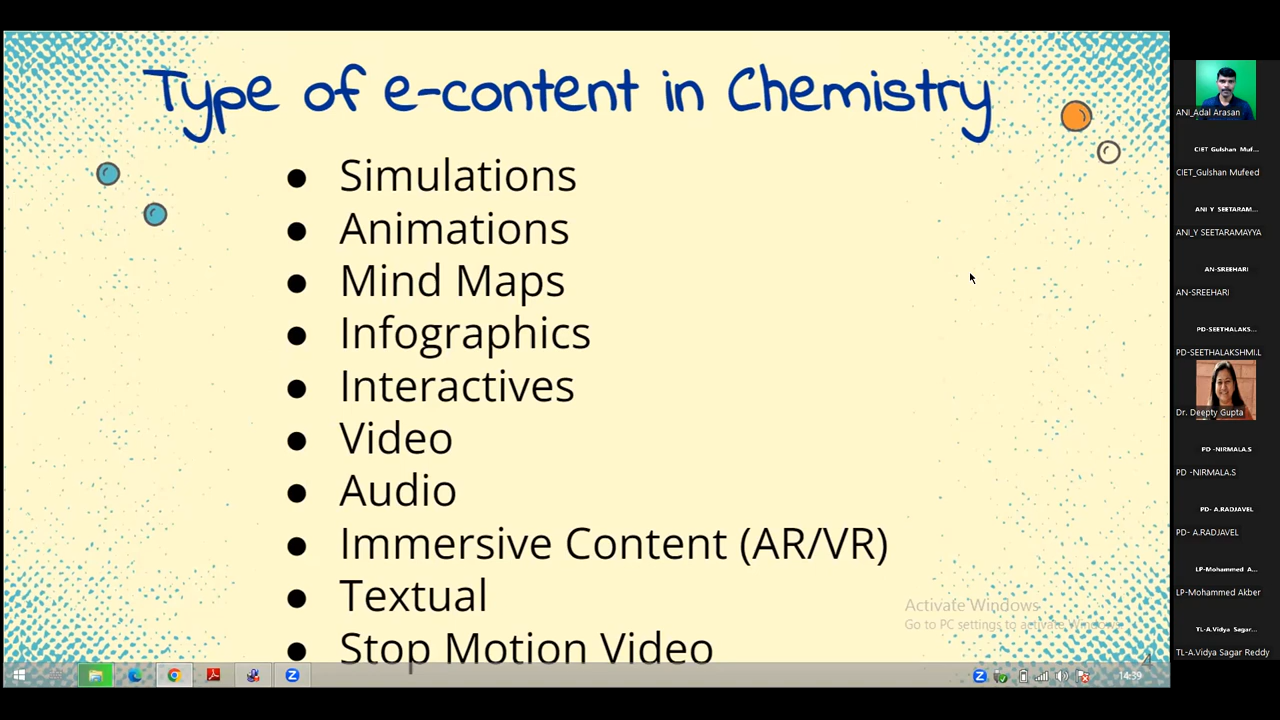 Type of e-content in Chemistry
● Simulations
● Animations
● Mind Maps
● Infographics
● Interactives
● Video
● Audio
● Immersive Content (AR/VR)
● Textual
● Stop Motion Video
Activate Windows
Go to PC settings to activate Windows.
4
14:39
ANI_Adal Arasan
CIET Gulshan Muf...
CIET_Gulshan Mufeed
ANI Y SEETARAM...
ANI_Y SEETARAMAYYA
AN-SREEHARI
AN-SREEHARI
PD-SEETHALAKS...
PD-SEETHALAKSHMI.L
Dr. Deepty Gupta
PD -NIRMALA.S
PD -NIRMALA.S
PD- A.RADJAVEL
PD- A.RADJAVEL
LP-Mohammed A...
LP-Mohammed Akber
TL-A.Vidya Sagar...
TL-A.Vidya Sagar Reddy